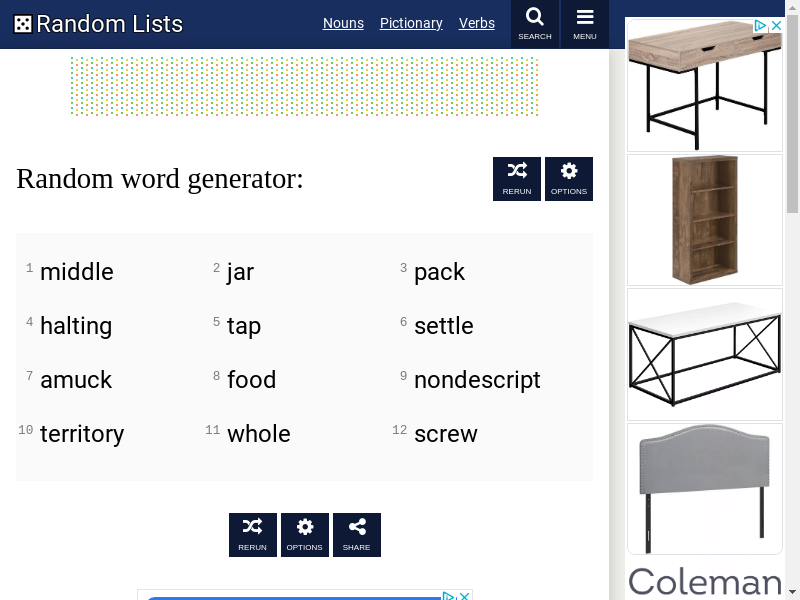 Random Lists
Nouns Pictionary Verbs
SEARCH MENU
Random word generator:
RERUN OPTIONS
1 middle 2 jar 3 pack
4 halting 5 tap 6 settle
7 amuck 8 food 9 nondescript
10 territory 11 whole 12 screw
RERUN OPTIONS SHARE
Coleman